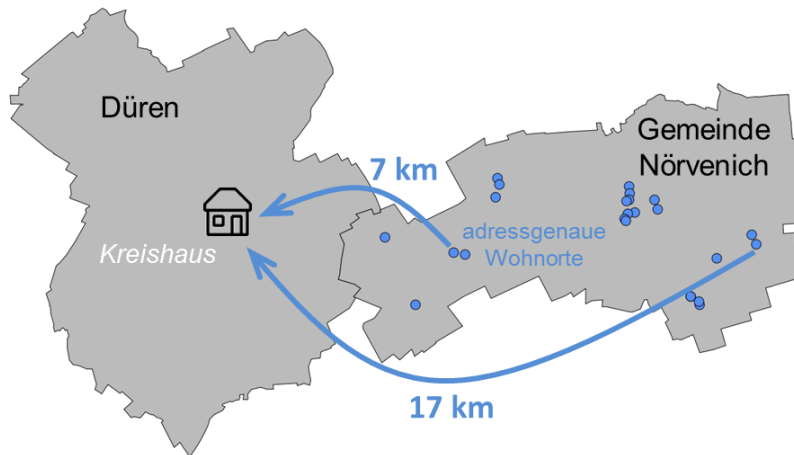 Düren
Gemeinde
Nörvenich
7 km
adressgenaue
Wohnorte
Kreishaus
17 km